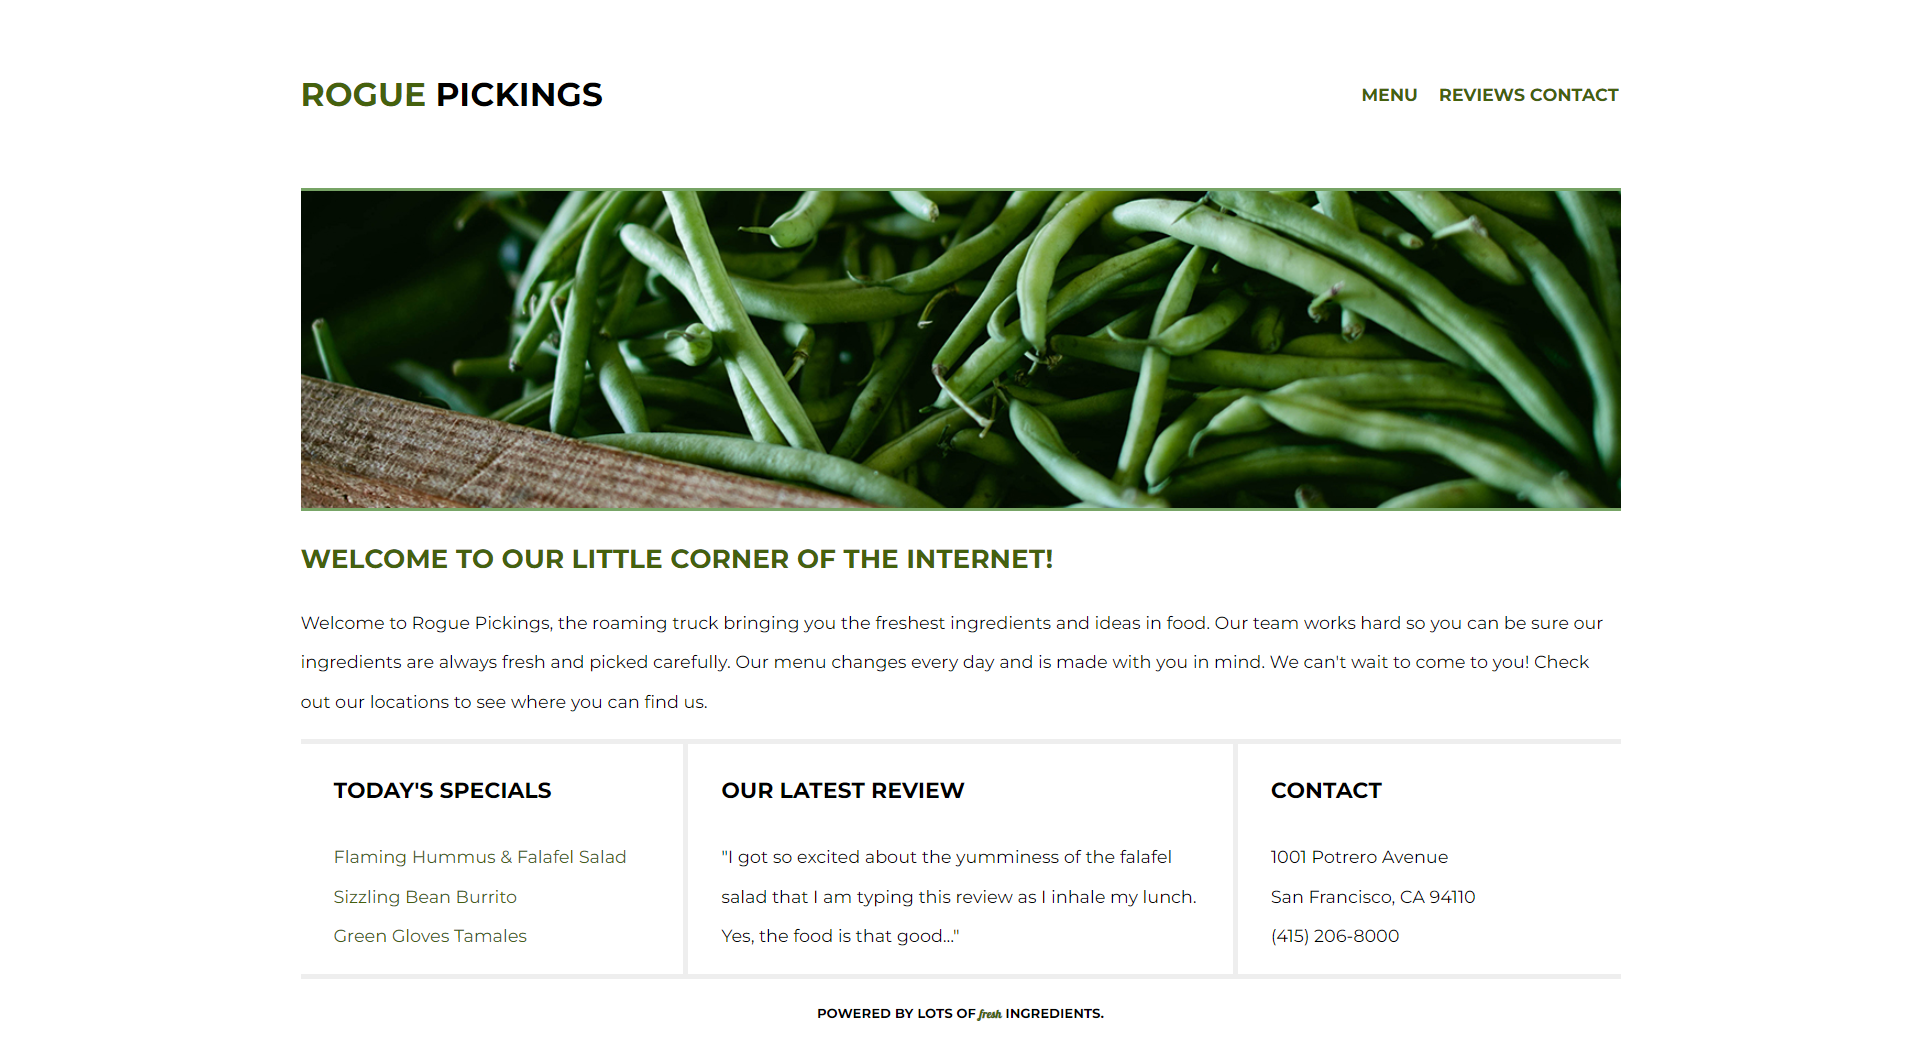 ROGUE PICKINGS
MENU REVIEWS CONTACT
WELCOME TO OUR LITTLE CORNER OF THE INTERNET!
Welcome to Rogue Pickings, the roaming truck bringing you the freshest ingredients and ideas in food. Our team works hard so you can be sure our
ingredients are always fresh and picked carefully. Our menu changes every day and is made with you in mind. We can't wait to come to you! Check
out our locations to see where you can find us.
TODAY'S SPECIALS
Flaming Hummus & Falafel Salad
Sizzling Bean Burrito
Green Gloves Tamales
OUR LATEST REVIEW
"I got so excited about the yumminess of the falafel
salad that I am typing this review as I inhale my lunch.
Yes, the food is that good..."
CONTACT
1001 Potrero Avenue
San Francisco, CA 94110
(415) 206-8000
POWERED BY LOTS OF fresh INGREDIENTS.